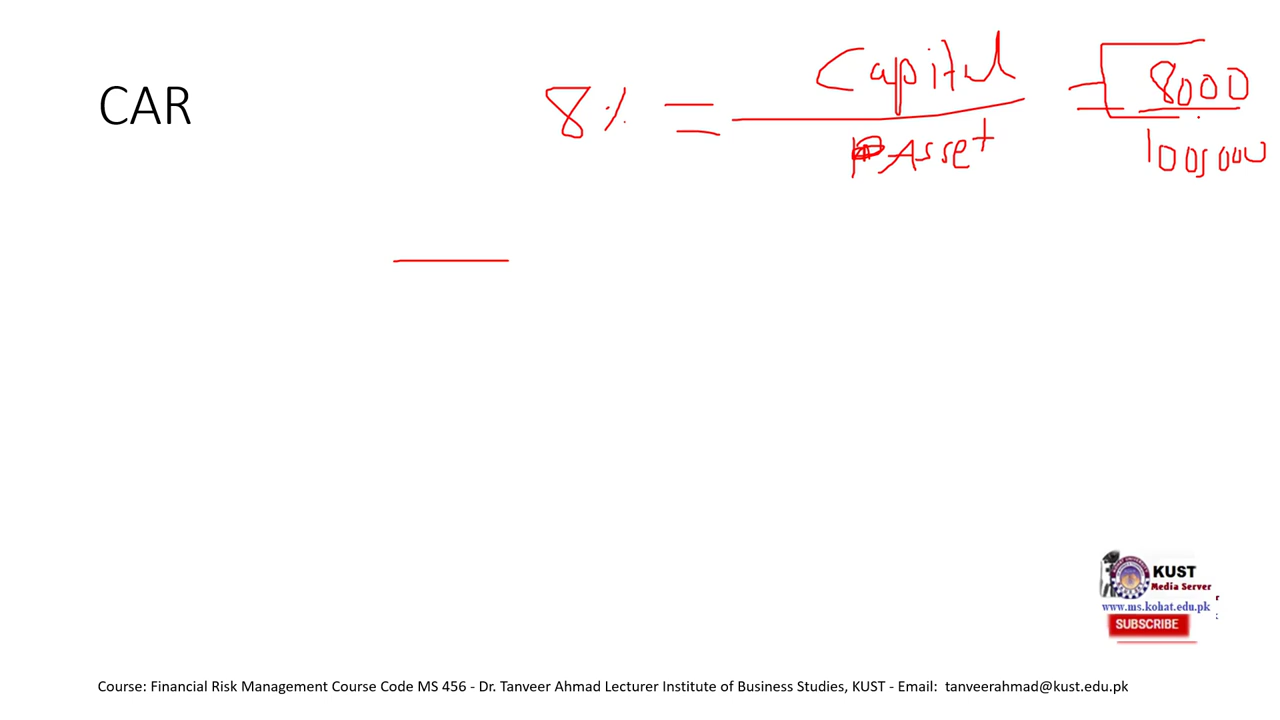 CAR
8% = Capital / Asset = 8000 / 100,000
KUST
Media Server
www.ms.kohat.edu.pk
SUBSCRIBE
Course: Financial Risk Management Course Code MS 456 - Dr. Tanveer Ahmad Lecturer Institute of Business Studies, KUST - Email: tanveerahmad@kust.edu.pk